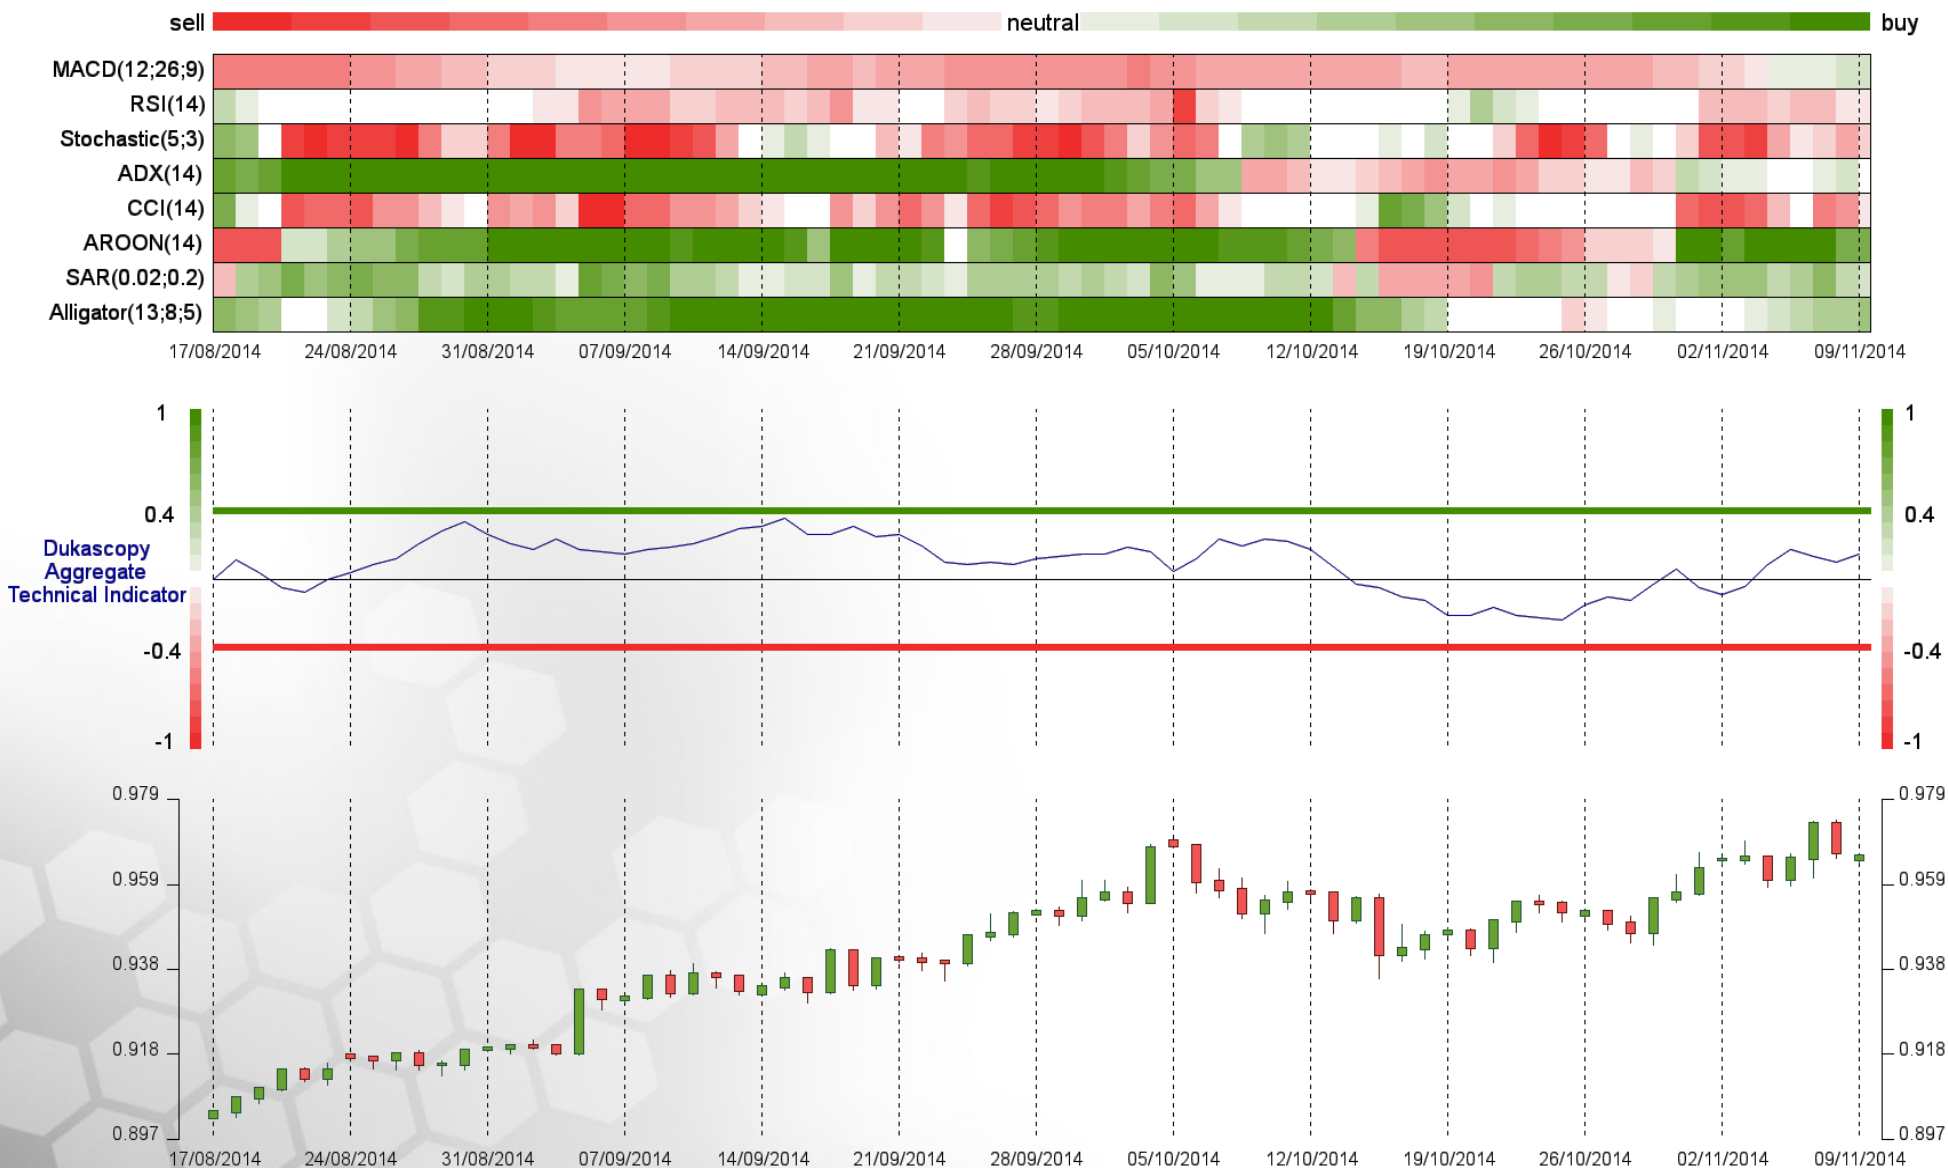 sell neutral buy
MACD(12;26;9)
RSI(14)
Stochastic(5;3)
ADX(14)
CCI(14)
AROON(14)
SAR(0.02;0.2)
Alligator(13;8;5)
17/08/2014 24/08/2014 31/08/2014 07/09/2014 14/09/2014 21/09/2014 28/09/2014 05/10/2014 12/10/2014 19/10/2014 26/10/2014 02/11/2014 09/11/2014
1 1
0.4 0.4
Dukascopy
Aggregate
Technical Indicator
-0.4 -0.4
-1 -1
0.979 0.979
0.959 0.959
0.938 0.938
0.918 0.918
0.897 0.897
17/08/2014 24/08/2014 31/08/2014 07/09/2014 14/09/2014 21/09/2014 28/09/2014 05/10/2014 12/10/2014 19/10/2014 26/10/2014 02/11/2014 09/11/2014